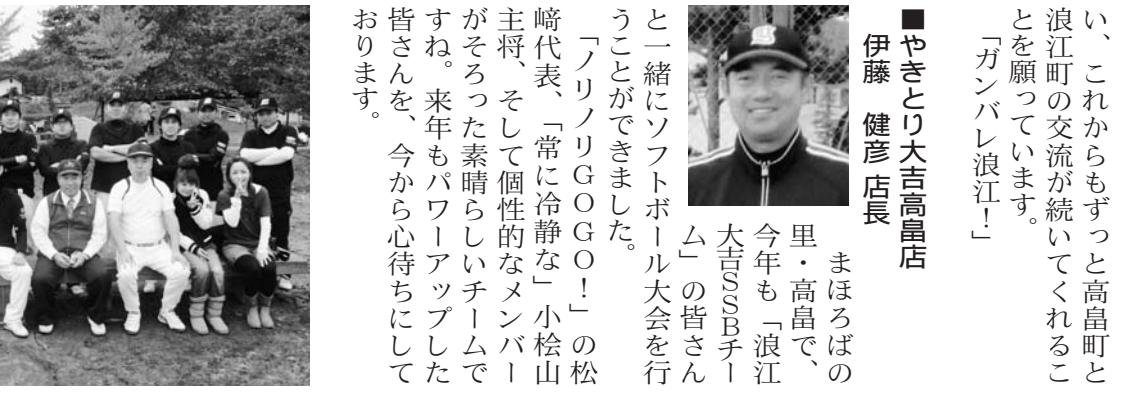 い、これからもずっと高畠町と
浪江町の交流が続いてくれるこ
とを願っています。
「ガンバレ浪江！」
■やきとり大吉高畠店
伊藤　健彦 店長
まほろばの
里・高畠で、
今年も「浪江
大吉ＳＳＢチー
ム」の皆さん
と一緒にソフトボール大会を行
うことができました。
「ノリノリＧＯＧＯ！」の松
﨑代表、「常に冷静な」小桧山
主将、そして個性的なメンバー
がそろった素晴らしいチームで
すね。来年もパワーアップした
皆さんを、今から心待ちにして
おります。